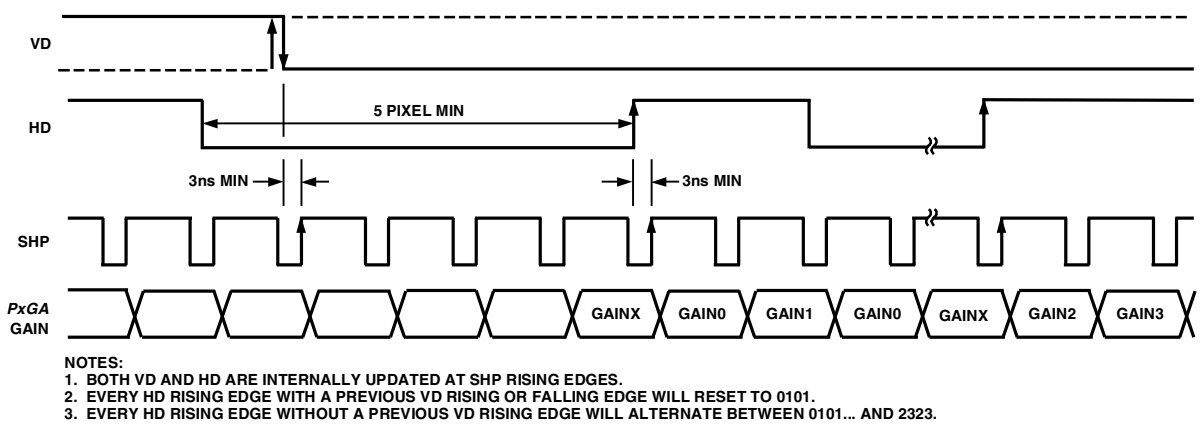 VD
HD
5 PIXEL MIN
3ns MIN
3ns MIN
SHP
PxGA
GAIN
GAINX GAIN0 GAIN1 GAIN0 GAINX GAIN2 GAIN3
NOTES:
1. BOTH VD AND HD ARE INTERNALLY UPDATED AT SHP RISING EDGES.
2. EVERY HD RISING EDGE WITH A PREVIOUS VD RISING OR FALLING EDGE WILL RESET TO 0101.
3. EVERY HD RISING EDGE WITHOUT A PREVIOUS VD RISING EDGE WILL ALTERNATE BETWEEN 0101... AND 2323.